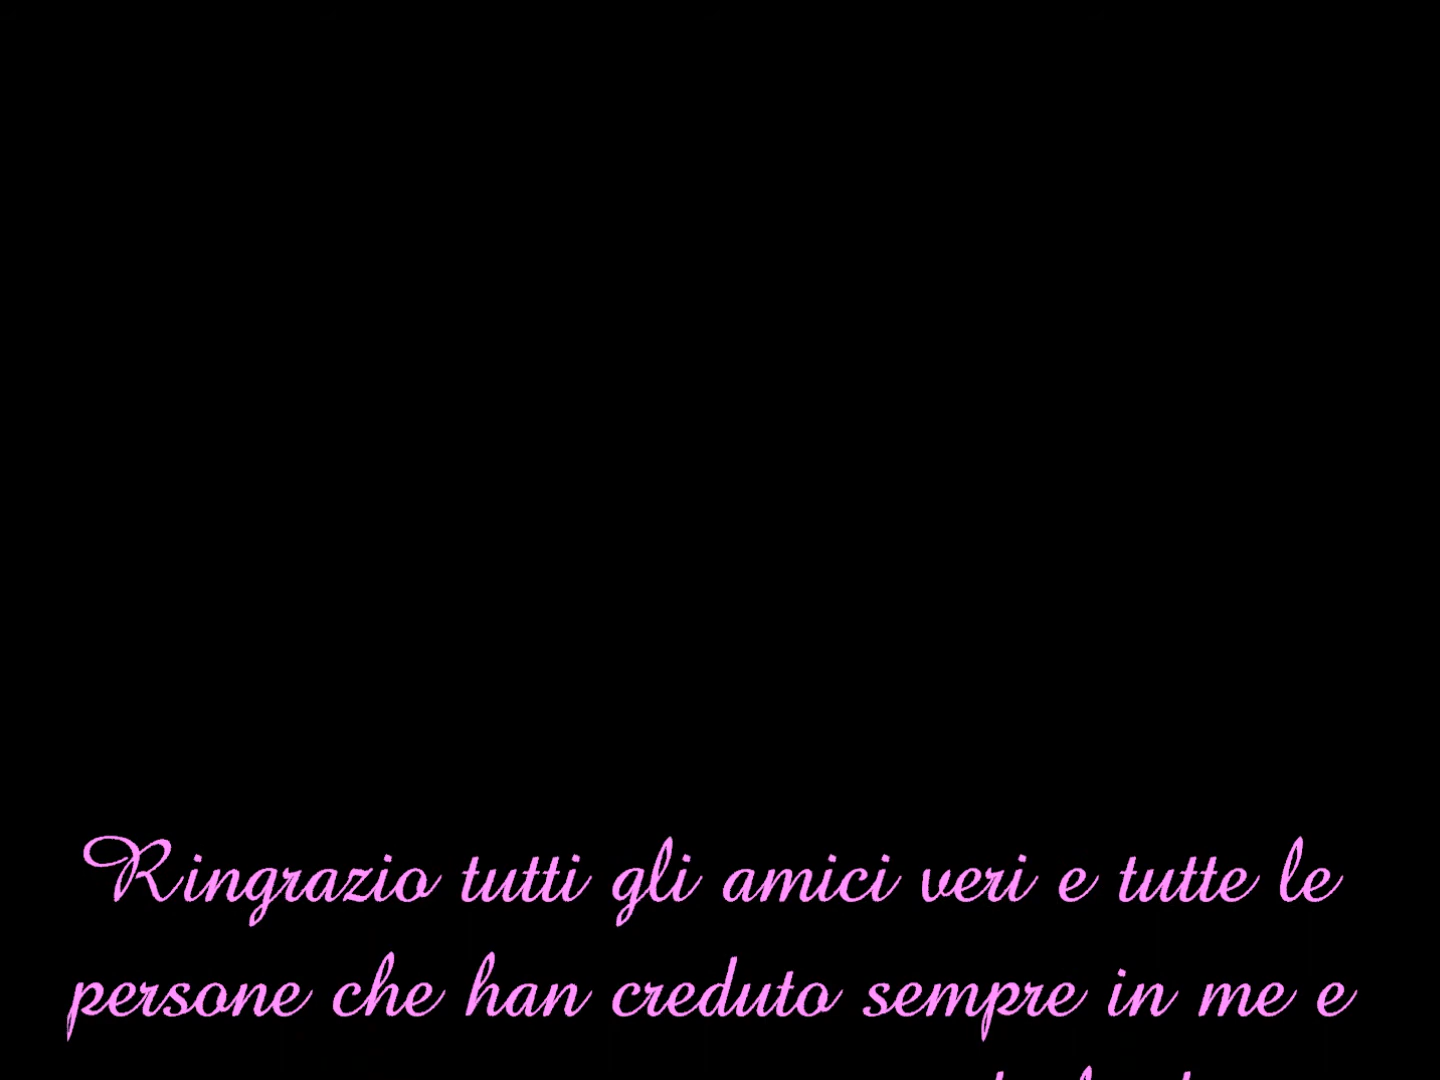 Ringrazio tutti gli amici veri e tutte le
persone che han creduto sempre in me e